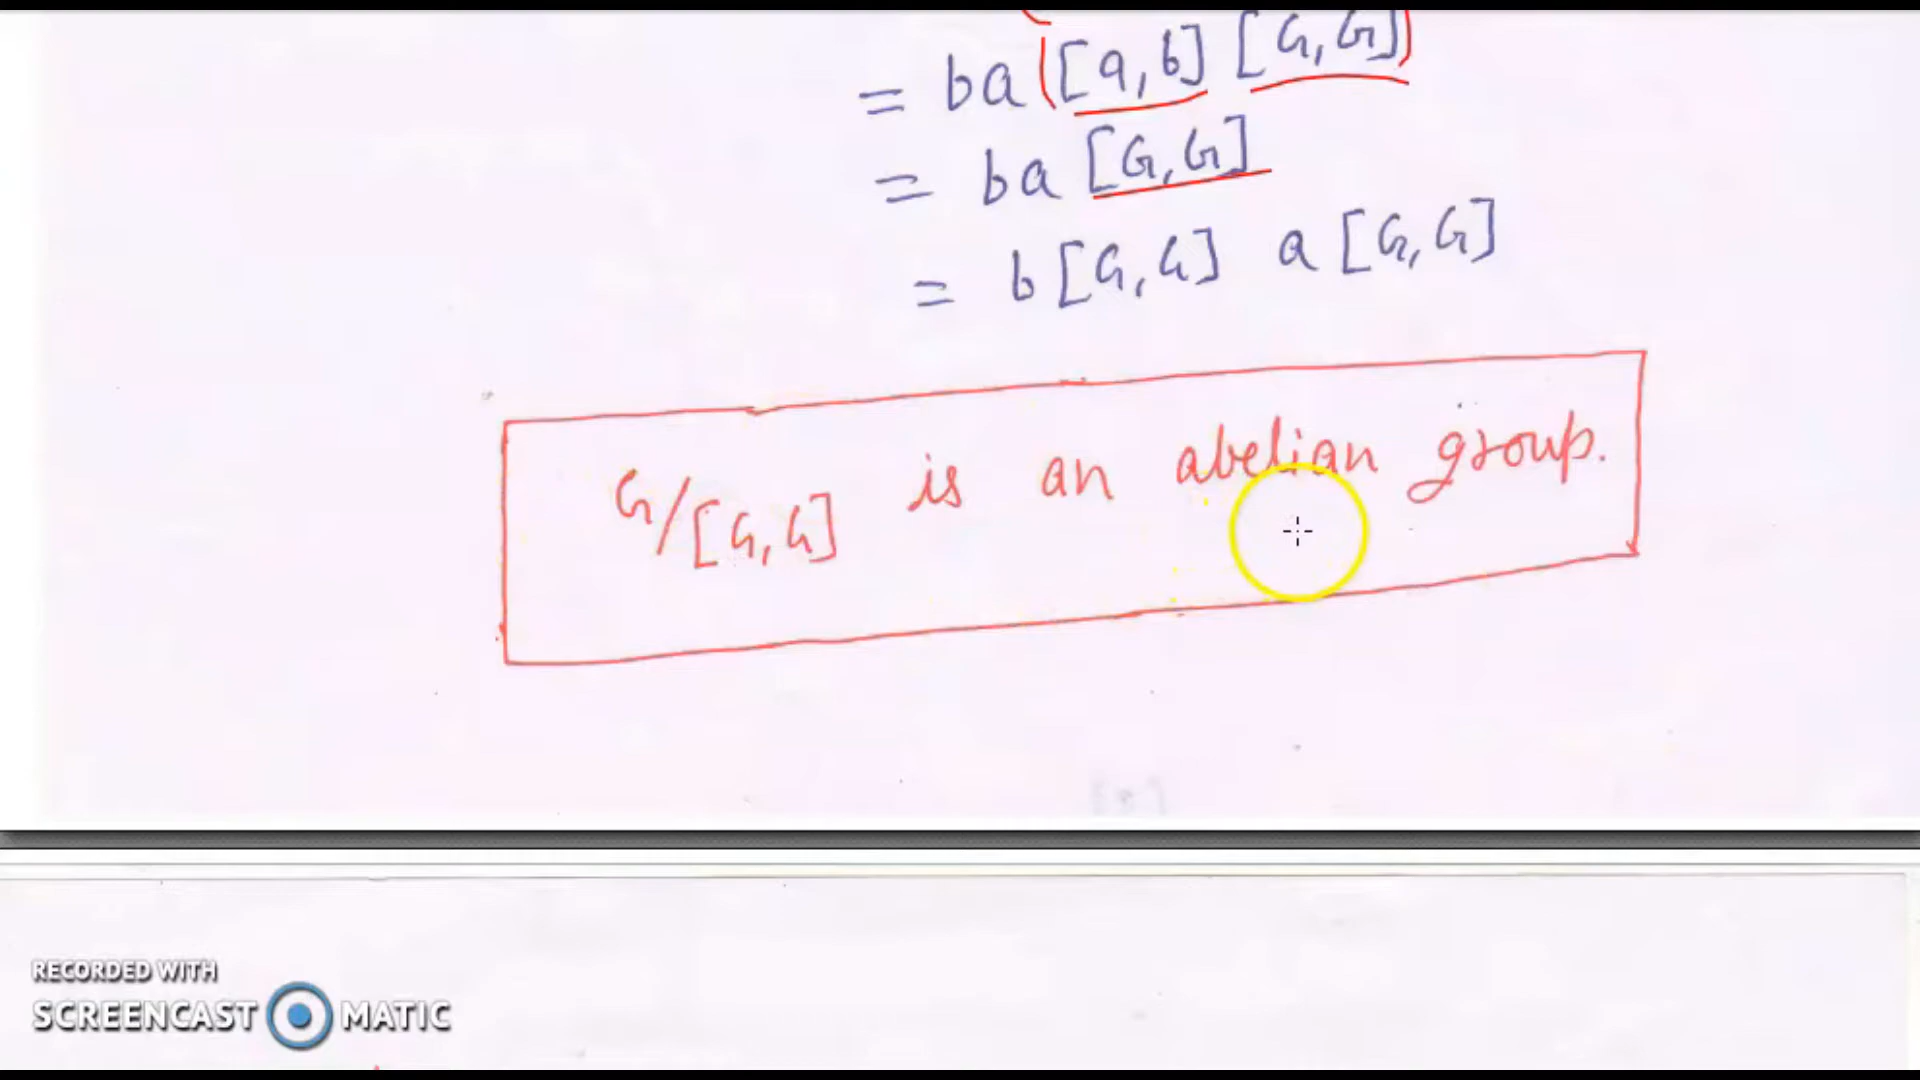 = ba ([a, b] [G, G])
= ba [G, G]
= b [G, G] a [G, G]
G/[G, G] is an abelian group.
RECORDED WITH
SCREENCAST MATIC